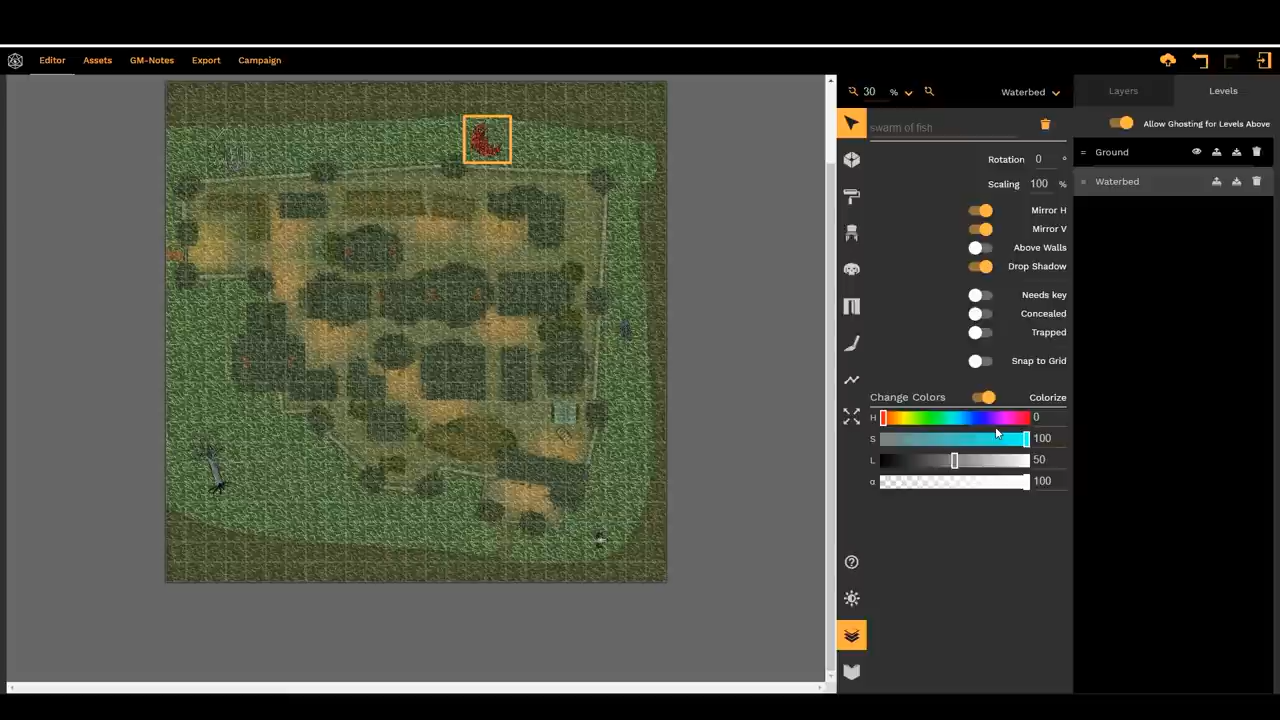 Editor Assets GM-Notes Export Campaign
30 % Waterbed Layers Levels
swarm of fish Allow Ghosting for Levels Above
Rotation 0 ° Ground
Scaling 100 % Waterbed
Mirror H
Mirror V
Above Walls
Drop Shadow
Needs key
Concealed
Trapped
Snap to Grid
Change Colors Colorize
H 0
S 100
L 50
α 100